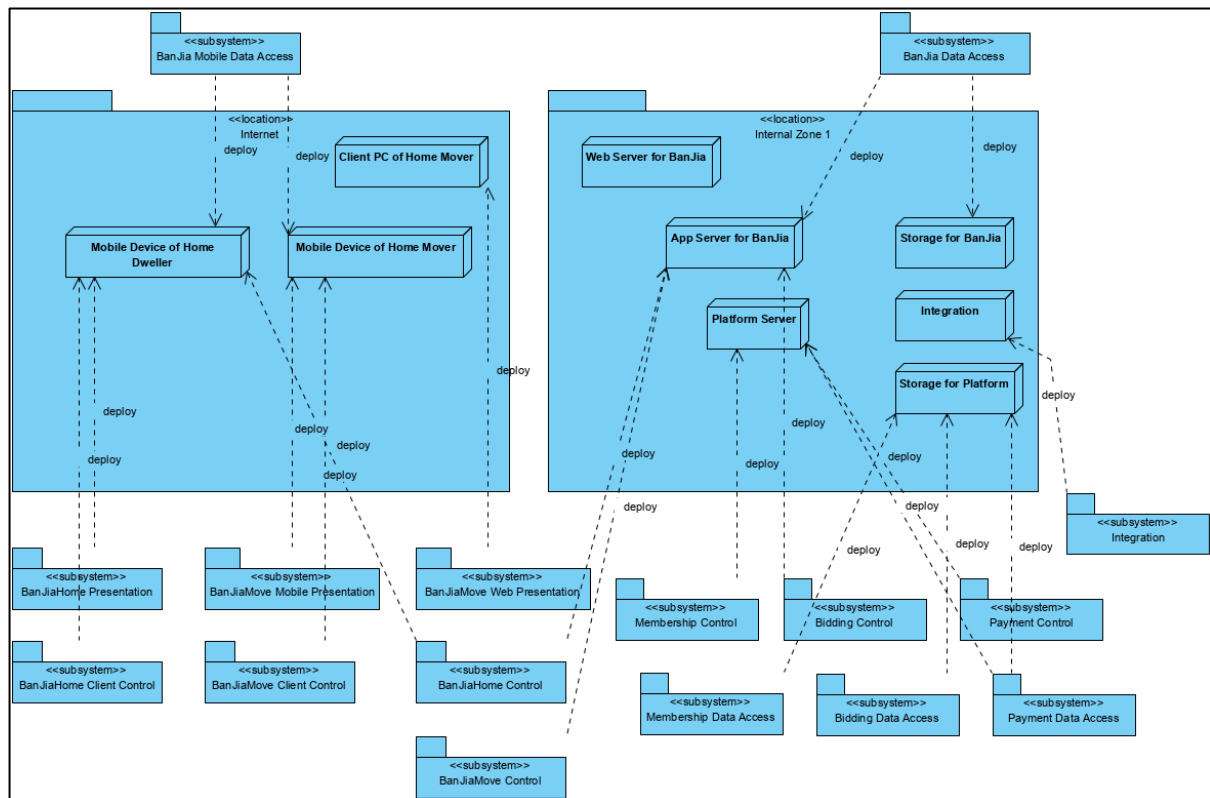 <<subsystem>>
BanJia Mobile Data Access
<<subsystem>>
BanJia Data Access
<<location>>
Internet
deploy
deploy
Client PC of Home Mover
Mobile Device of Home
Dweller
Mobile Device of Home Mover
deploy
deploy
deploy
deploy
deploy
deploy
<<location>>
Internal Zone 1
Web Server for BanJia
deploy
deploy
App Server for BanJia
Storage for BanJia
Platform Server
Integration
Storage for Platform
deploy
deploy
deploy
deploy
deploy
deploy
deploy
deploy
deploy
deploy
<<subsystem>>
Integration
<<subsystem>>
BanJiaHome Presentation
<<subsystem>>
BanJiaMove Mobile Presentation
<<subsystem>>
BanJiaMove Web Presentation
<<subsystem>>
Membership Control
<<subsystem>>
Bidding Control
<<subsystem>>
Payment Control
<<subsystem>>
BanJiaHome Client Control
<<subsystem>>
BanJiaMove Client Control
<<subsystem>>
BanJiaHome Control
<<subsystem>>
Membership Data Access
<<subsystem>>
Bidding Data Access
<<subsystem>>
Payment Data Access
<<subsystem>>
BanJiaMove Control